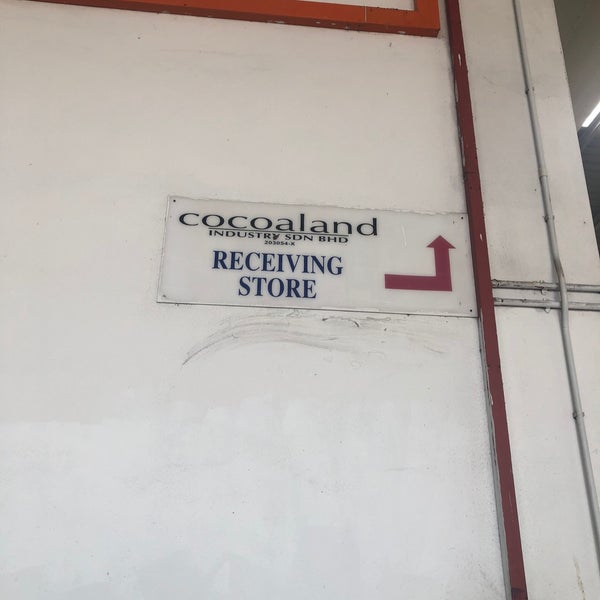 cocoaland
INDUSTRY SDN BHD
203054-X
RECEIVING
STORE